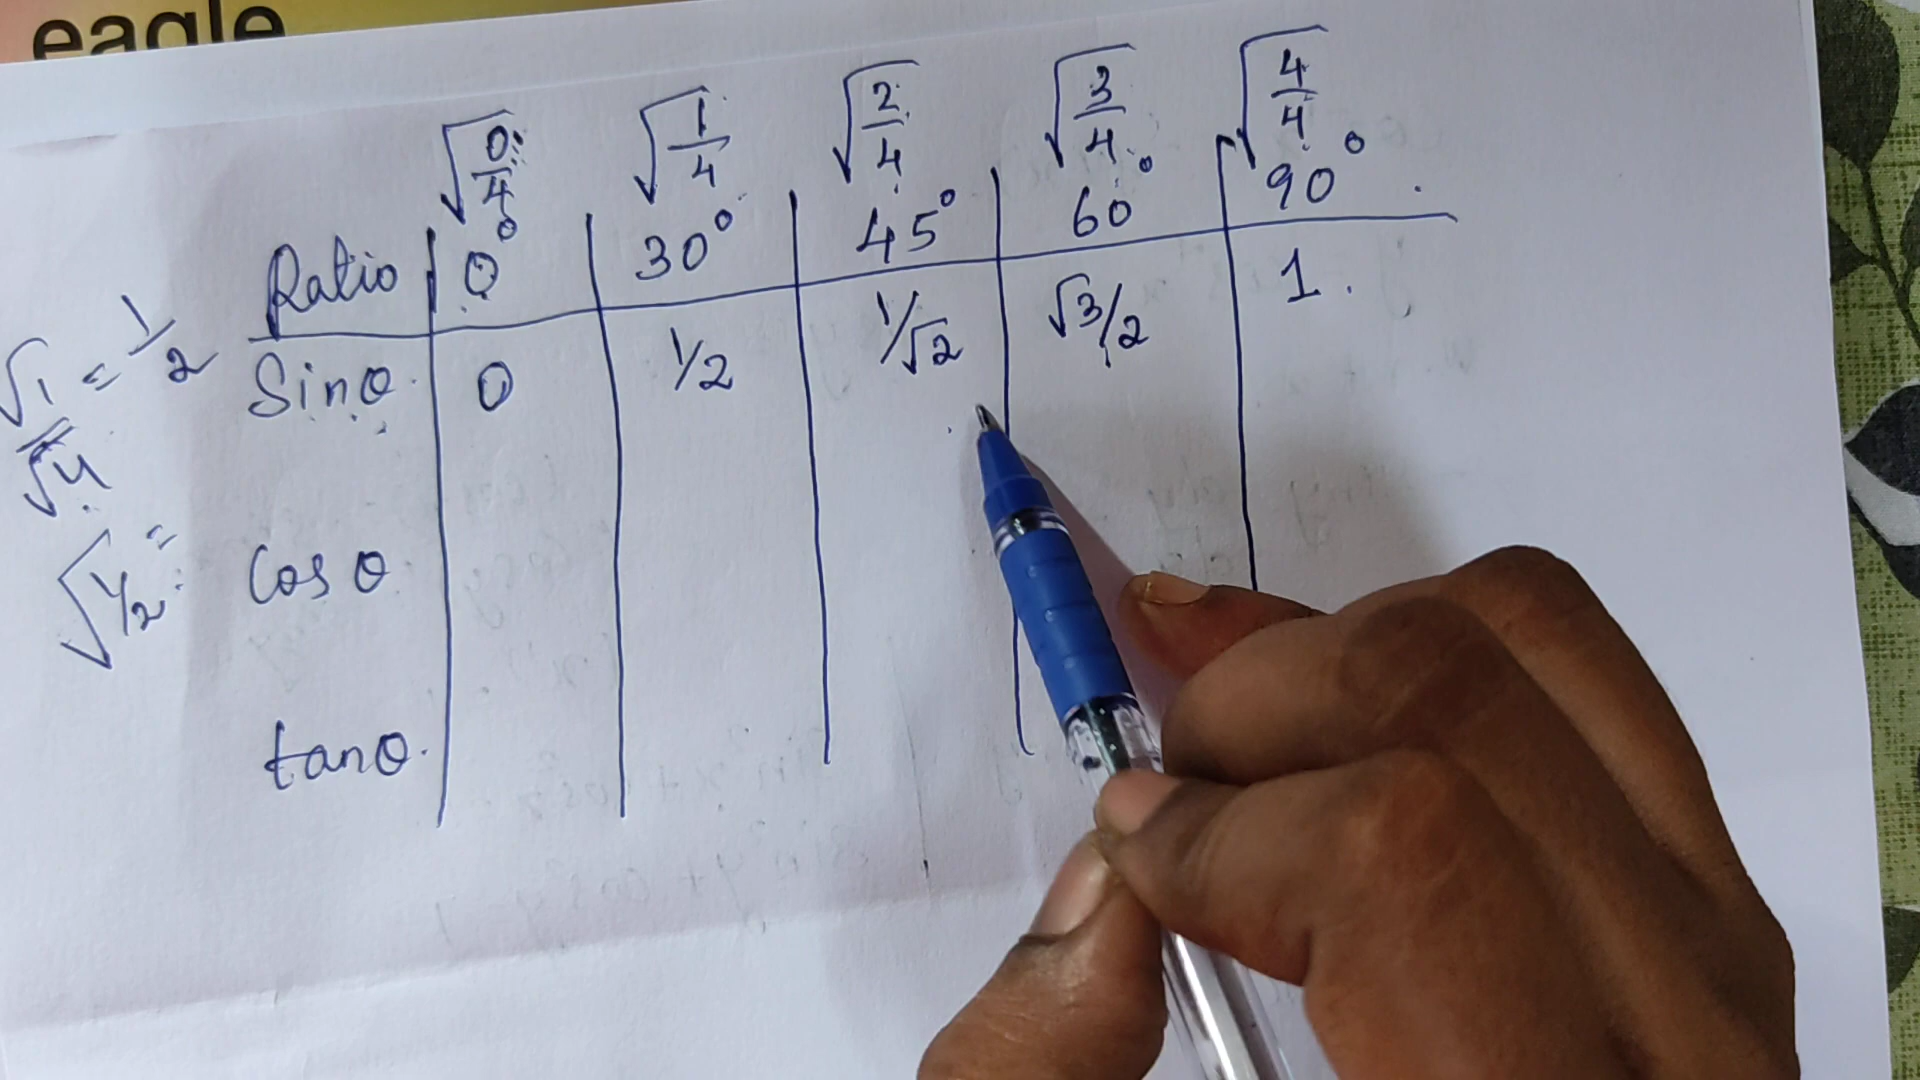 eagle
√0/4 √1/4 √2/4 √3/4 √4/4
Ratio 0° 30° 45° 60° 90°
Sinθ 0 1/2 1/√2 √3/2 1.
√1/√4 = 1/2
Cos θ
√1/2 =
tanθ